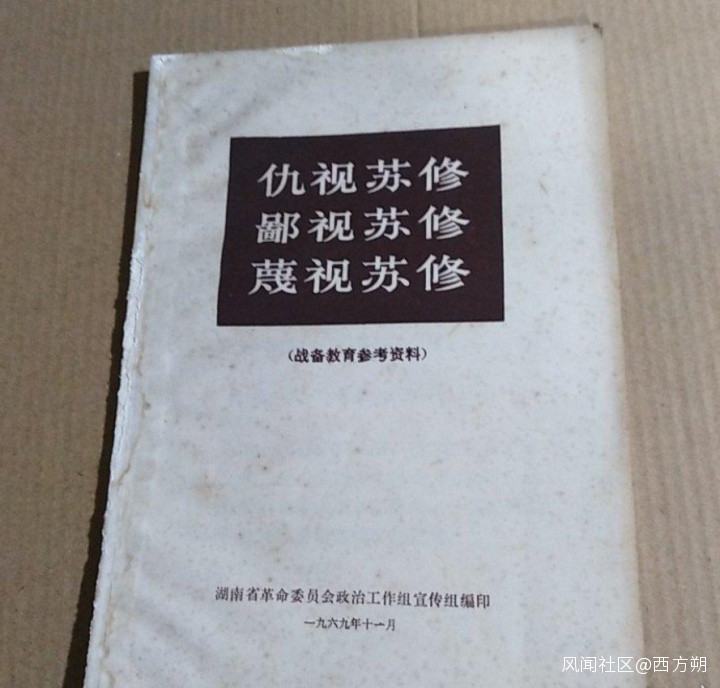 仇视苏修
鄙视苏修
蔑视苏修
（战备教育参考资料）
湖南省革命委员会政治工作组宣传组编印
一九六九年十一月
风闻社区@西方朔